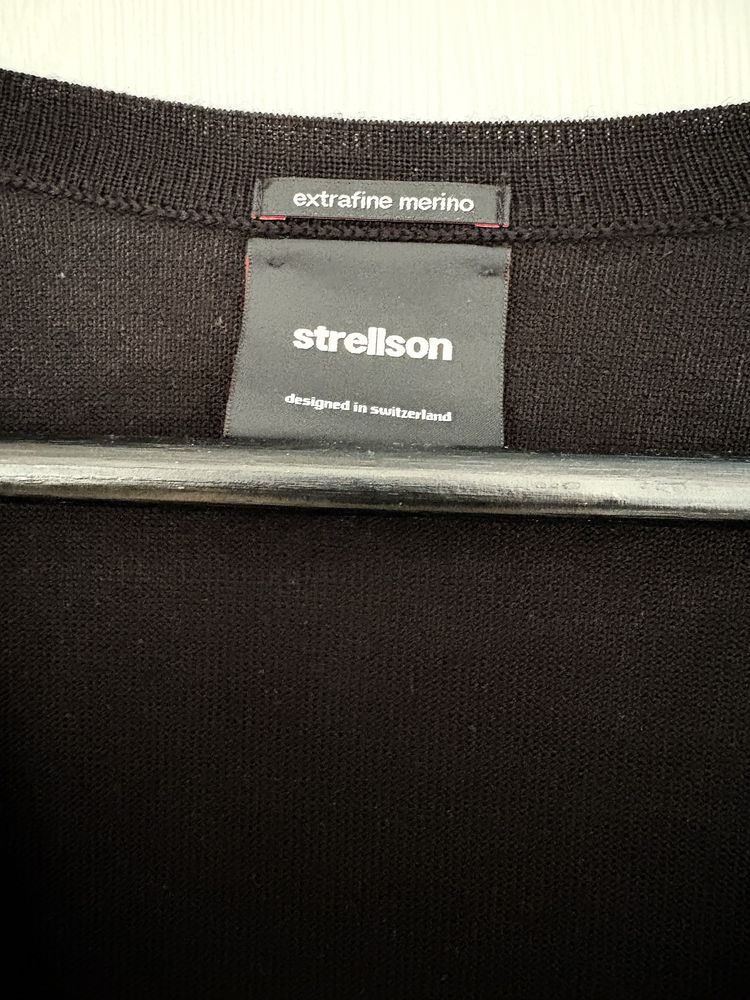 extrafine merino
strellson
designed in switzerland